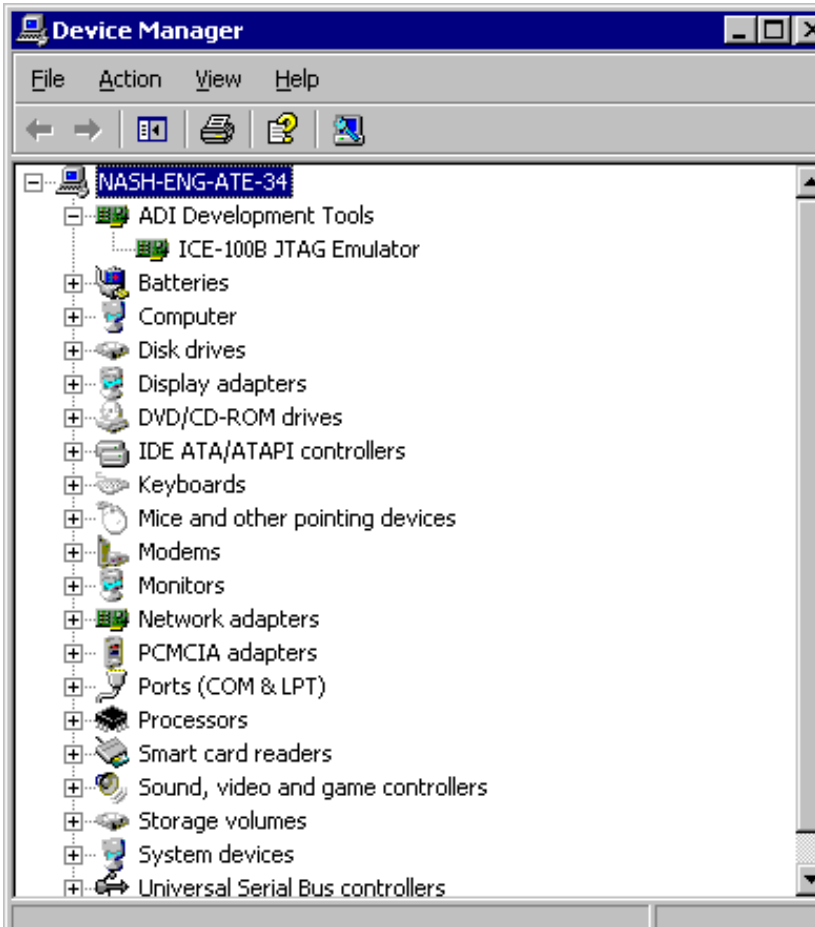 Device Manager
File Action View Help
NASH-ENG-ATE-34
ADI Development Tools
ICE-100B JTAG Emulator
Batteries
Computer
Disk drives
Display adapters
DVD/CD-ROM drives
IDE ATA/ATAPI controllers
Keyboards
Mice and other pointing devices
Modems
Monitors
Network adapters
PCMCIA adapters
Ports (COM & LPT)
Processors
Smart card readers
Sound, video and game controllers
Storage volumes
System devices
Universal Serial Bus controllers